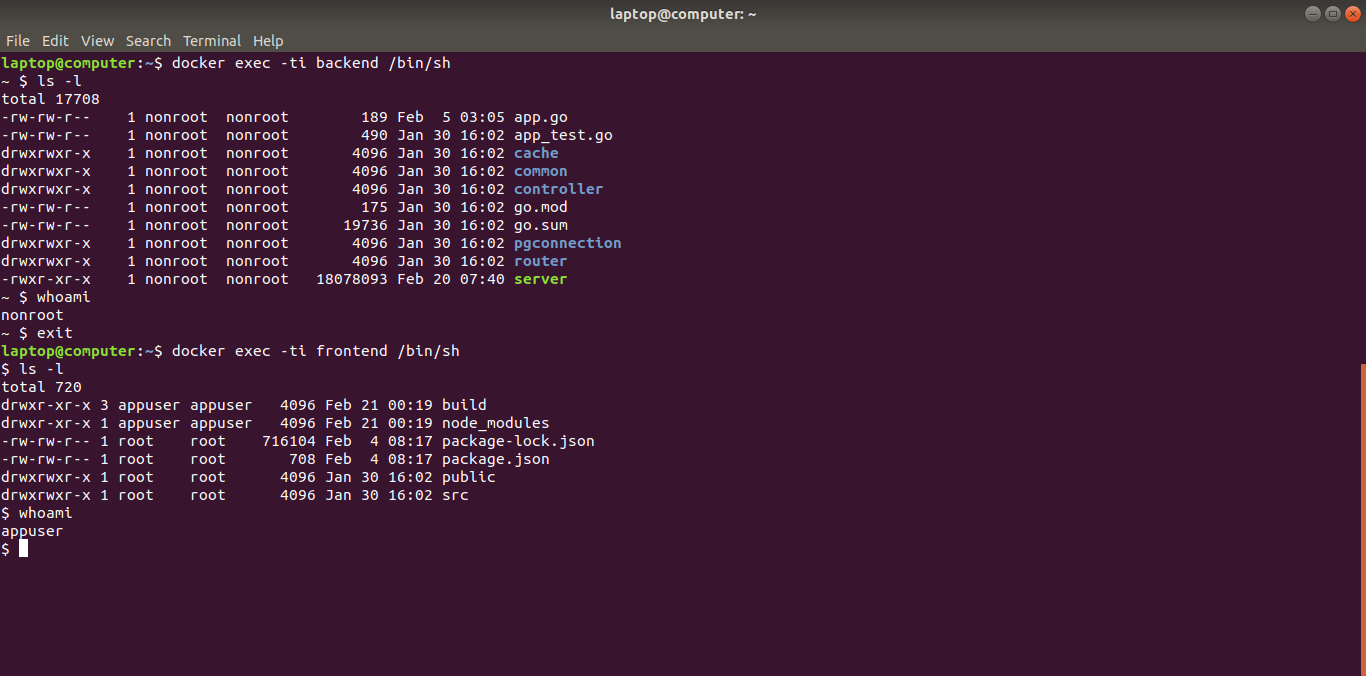 laptop@computer: ~
File Edit View Search Terminal Help
laptop@computer:~$ docker exec -ti backend /bin/sh
~ $ ls -l
total 17708
-rw-rw-r--    1 nonroot  nonroot        189 Feb  5 03:05 app.go
-rw-rw-r--    1 nonroot  nonroot        490 Jan 30 16:02 app_test.go
drwxrwxr-x    1 nonroot  nonroot       4096 Jan 30 16:02 cache
drwxrwxr-x    1 nonroot  nonroot       4096 Jan 30 16:02 common
drwxrwxr-x    1 nonroot  nonroot       4096 Jan 30 16:02 controller
-rw-rw-r--    1 nonroot  nonroot        175 Jan 30 16:02 go.mod
-rw-rw-r--    1 nonroot  nonroot      19736 Jan 30 16:02 go.sum
drwxrwxr-x    1 nonroot  nonroot       4096 Jan 30 16:02 pgconnection
drwxrwxr-x    1 nonroot  nonroot       4096 Jan 30 16:02 router
-rwxr-xr-x    1 nonroot  nonroot   18078093 Feb 20 07:40 server
~ $ whoami
nonroot
~ $ exit
laptop@computer:~$ docker exec -ti frontend /bin/sh
$ ls -l
total 720
drwxr-xr-x 3 appuser appuser   4096 Feb 21 00:19 build
drwxr-xr-x 1 appuser appuser   4096 Feb 21 00:19 node_modules
-rw-rw-r-- 1 root    root    716104 Feb  4 08:17 package-lock.json
-rw-rw-r-- 1 root    root       708 Feb  4 08:17 package.json
drwxrwxr-x 1 root    root      4096 Jan 30 16:02 public
drwxrwxr-x 1 root    root      4096 Jan 30 16:02 src
$ whoami
appuser
$